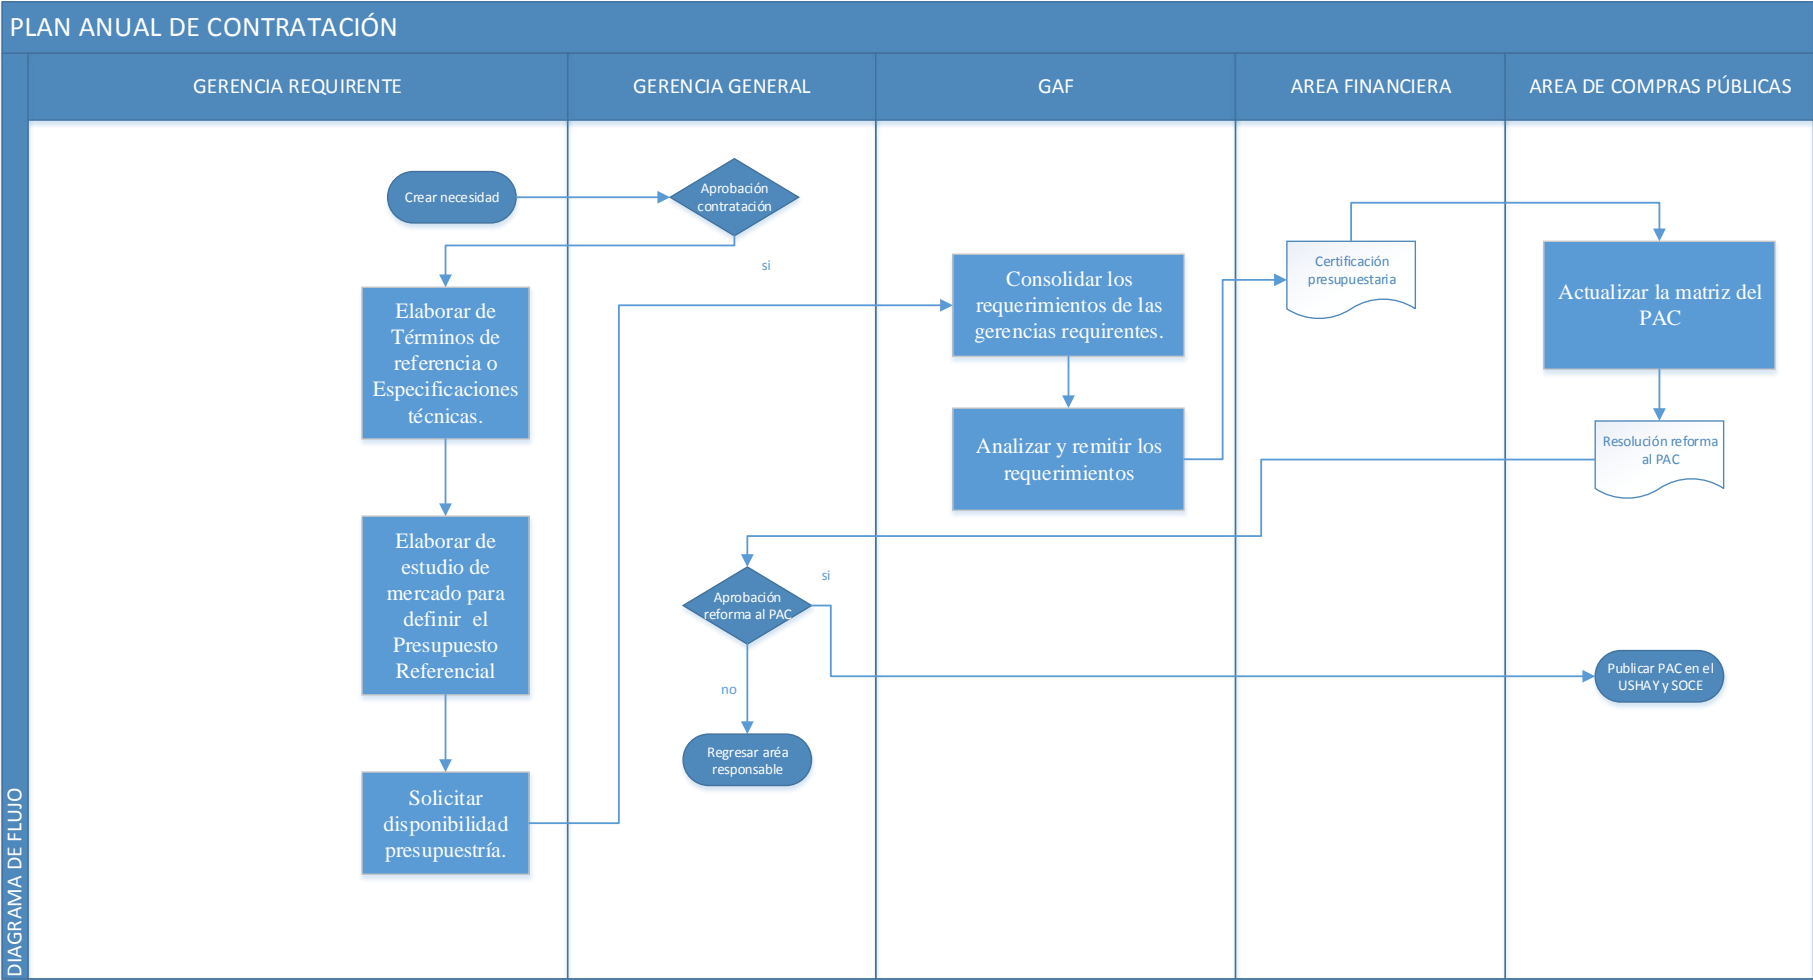 PLAN ANUAL DE CONTRATACIÓN
GERENCIA REQUIRENTE
GERENCIA GENERAL
GAF
AREA FINANCIERA
AREA DE COMPRAS PÚBLICAS
DIAGRAMA DE FLUJO
Crear necesidad
Aprobación
contratación
si
Elaborar de
Términos de
referencia o
Especificaciones
técnicas.
Elaborar de
estudio de
mercado para
definir el
Presupuesto
Referencial
Solicitar
disponibilidad
presupuestría.
Consolidar los
requerimientos de las
gerencias requirentes.
Analizar y remitir los
requerimientos
Certificación
presupuestaria
Actualizar la matriz del
PAC
Resolución reforma
al PAC
Aprobación
reforma al PAC
si
no
Regresar aréa
responsable
Publicar PAC en el
USHAY y SOCE